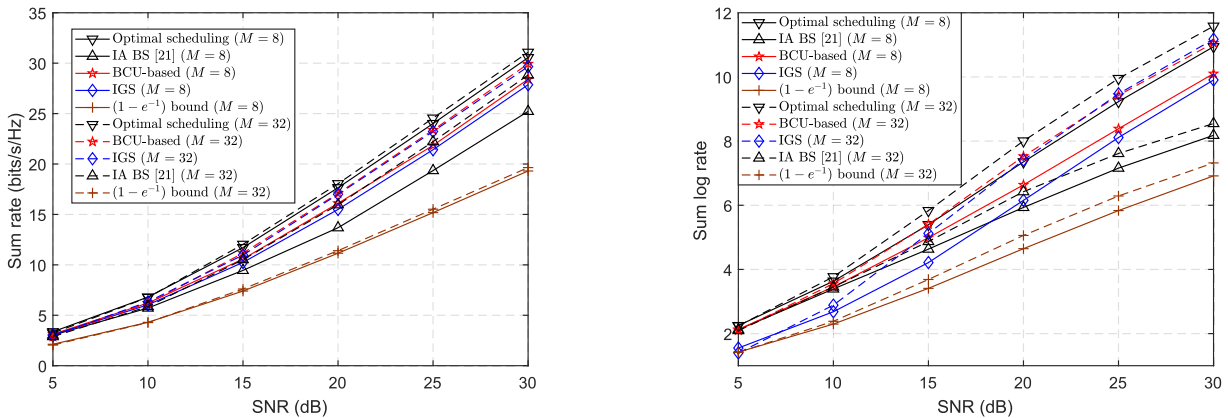 35
30
25
20
15
10
5
0
Sum rate (bits/s/Hz)
Optimal scheduling (M = 8)
IA BS [21] (M = 8)
BCU-based (M = 8)
IGS (M = 8)
(1 − e⁻¹) bound (M = 8)
Optimal scheduling (M = 32)
BCU-based (M = 32)
IGS (M = 32)
IA BS [21] (M = 32)
(1 − e⁻¹) bound (M = 32)
5 10 15 20 25 30
SNR (dB)
12
10
8
6
4
2
Sum log rate
Optimal scheduling (M = 8)
IA BS [21] (M = 8)
BCU-based (M = 8)
IGS (M = 8)
(1 − e⁻¹) bound (M = 8)
Optimal scheduling (M = 32)
BCU-based (M = 32)
IGS (M = 32)
IA BS [21] (M = 32)
(1 − e⁻¹) bound (M = 32)
5 10 15 20 25 30
SNR (dB)